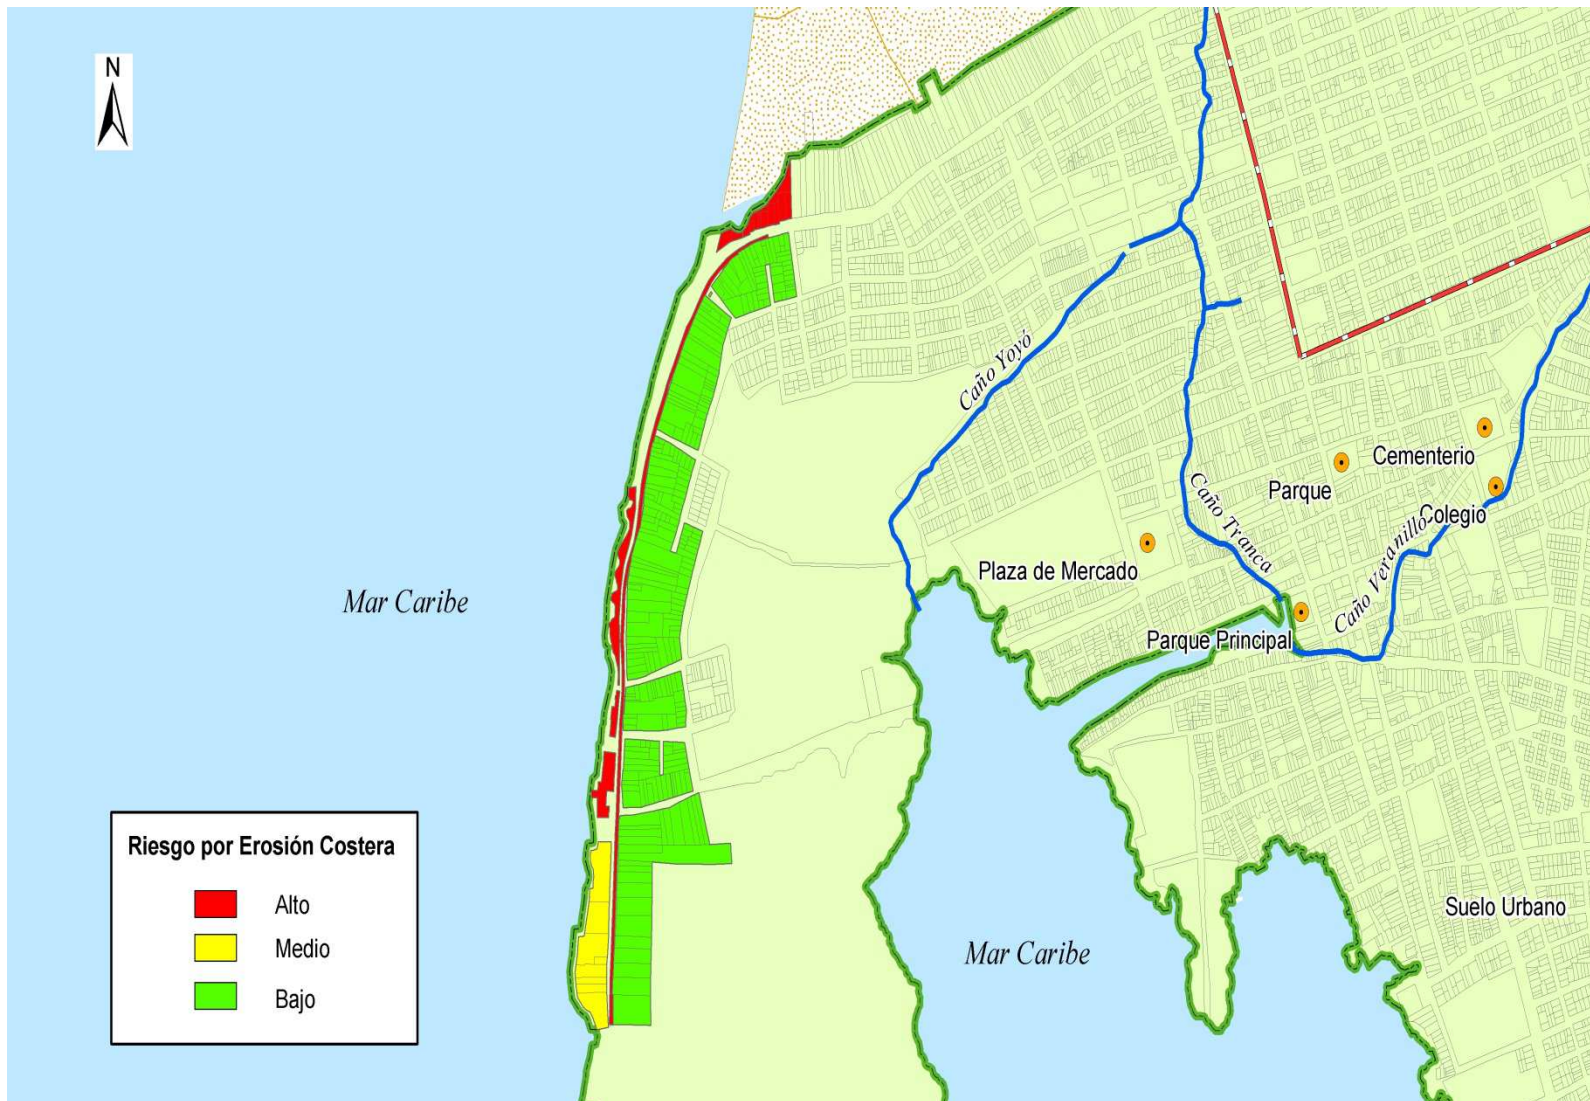 N
Caño Yoyó
Cementerio
Parque
Caño Tranca
Colegio
Caño Veranilló
Plaza de Mercado
Mar Caribe
Parque Principal
Riesgo por Erosión Costera
Alto
Medio
Bajo
Suelo Urbano
Mar Caribe